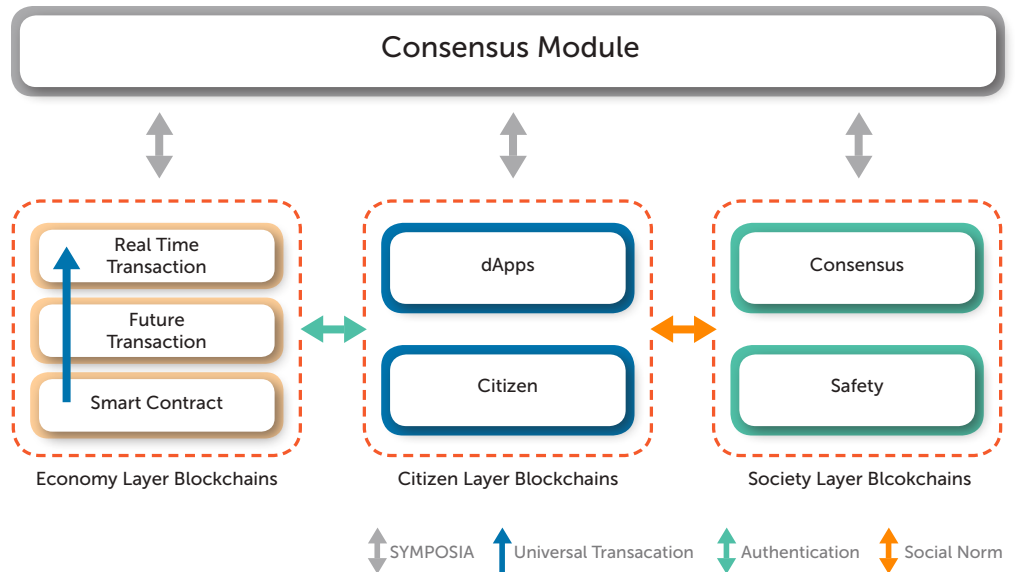 Consensus Module
Real Time
Transaction
Future
Transaction
Smart Contract
dApps
Citizen
Consensus
Safety
Economy Layer Blockchains
Citizen Layer Blockchains
Society Layer Blcokchains
SYMPOSIA
Universal Transacation
Authentication
Social Norm